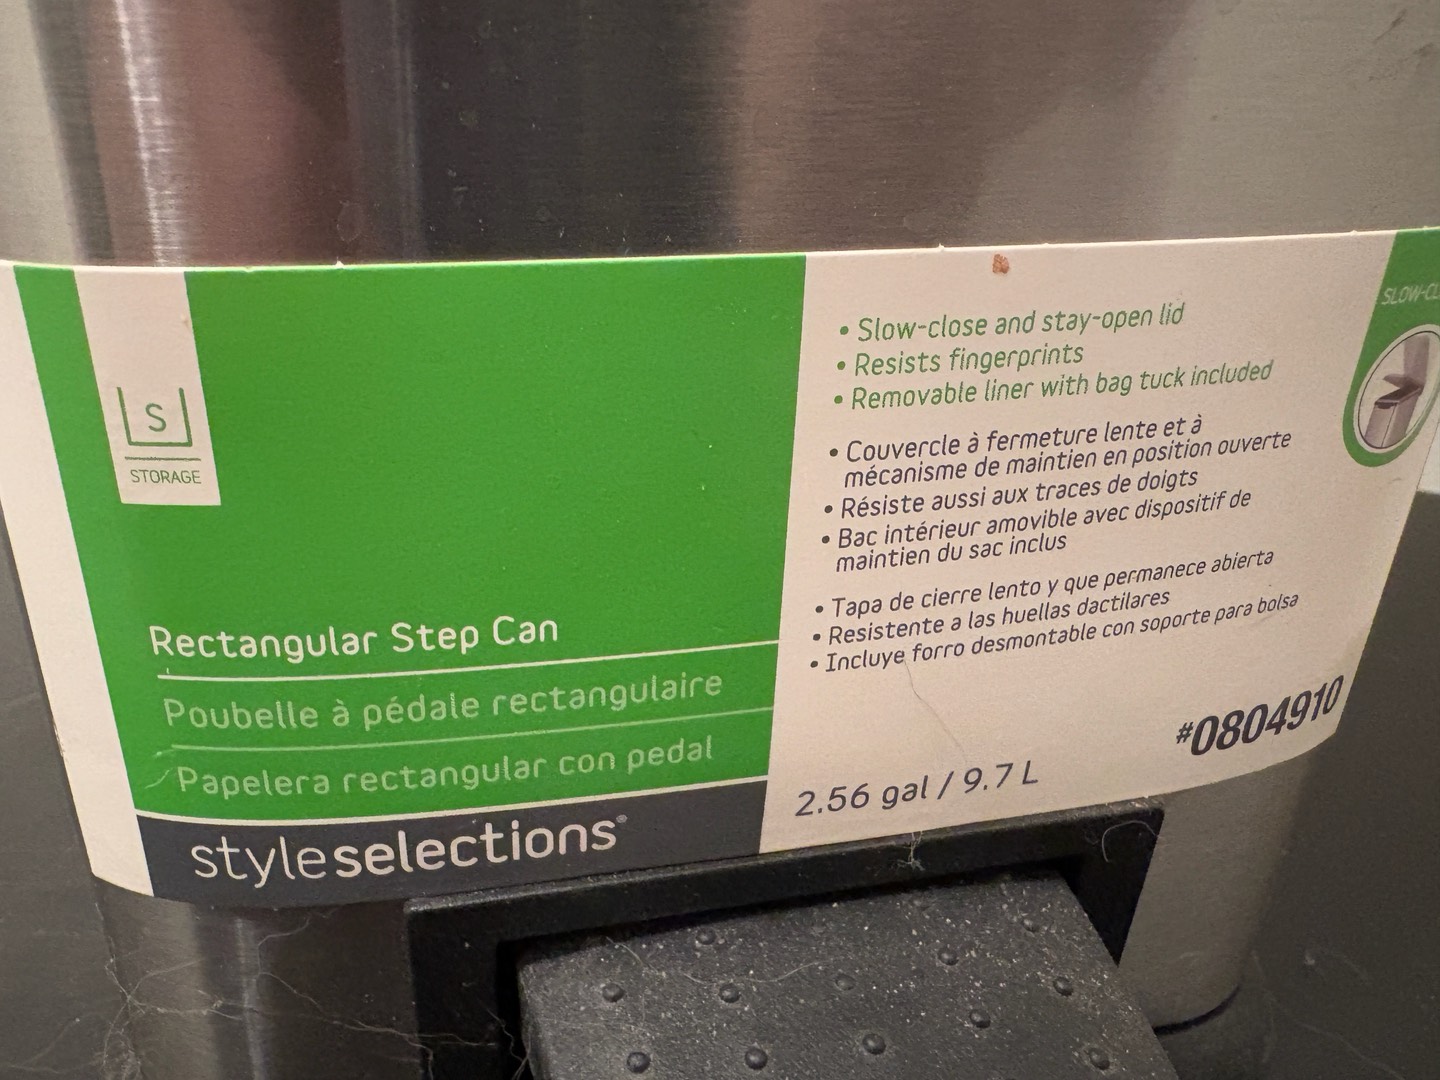 S
STORAGE
Rectangular Step Can
Poubelle à pédale rectangulaire
Papelera rectangular con pedal
styleselections®
• Slow-close and stay-open lid
• Resists fingerprints
• Removable liner with bag tuck included
• Couvercle à fermeture lente et à
mécanisme de maintien en position ouverte
• Résiste aussi aux traces de doigts
• Bac intérieur amovible avec dispositif de
maintien du sac inclus
• Tapa de cierre lento y que permanece abierta
• Resistente a las huellas dactilares
• Incluye forro desmontable con soporte para bolsa
#0804910
2.56 gal / 9.7 L
SLOW-CL